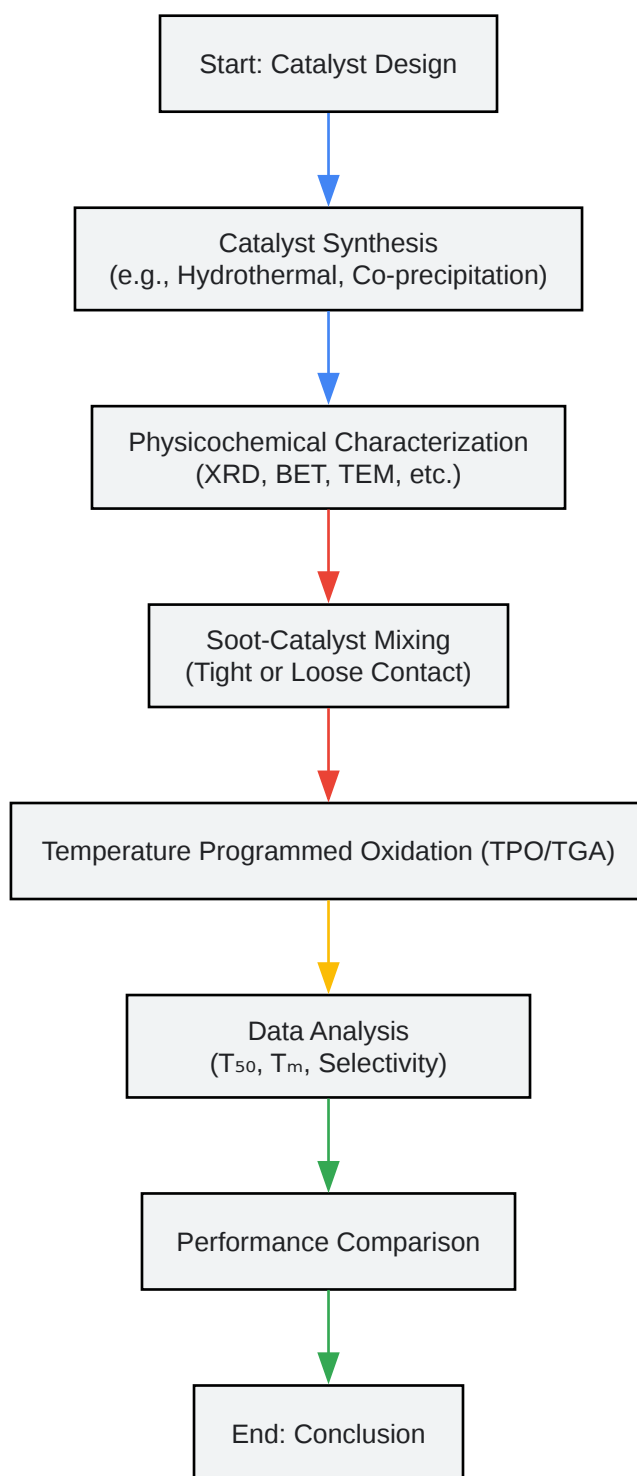 Start: Catalyst Design
Catalyst Synthesis
(e.g., Hydrothermal, Co-precipitation)
Physicochemical Characterization
(XRD, BET, TEM, etc.)
Soot-Catalyst Mixing
(Tight or Loose Contact)
Temperature Programmed Oxidation (TPO/TGA)
Data Analysis
(T₅₀, Tₘ, Selectivity)
Performance Comparison
End: Conclusion